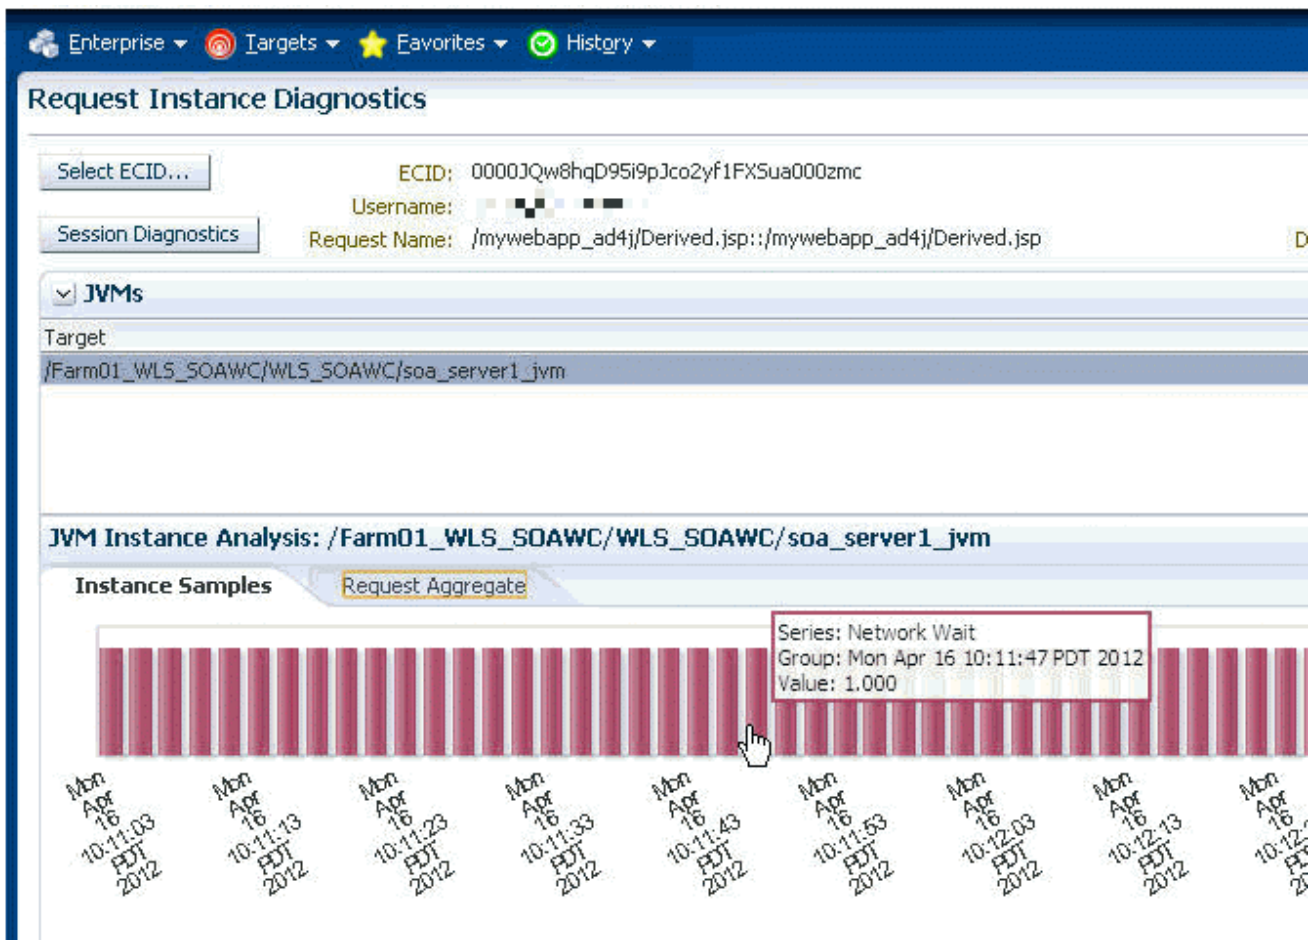 Enterprise Targets Favorites History
Request Instance Diagnostics
Select ECID... ECID: 0000JQw8hqD95i9pJco2yf1FXSua000zmc
Username:
Session Diagnostics Request Name: /mywebapp_ad4j/Derived.jsp::/mywebapp_ad4j/Derived.jsp D
JVMs
Target
/Farm01_WLS_SOAWC/WLS_SOAWC/soa_server1_jvm
JVM Instance Analysis: /Farm01_WLS_SOAWC/WLS_SOAWC/soa_server1_jvm
Instance Samples Request Aggregate
Series: Network Wait
Group: Mon Apr 16 10:11:47 PDT 2012
Value: 1.000
Mon Apr 16 10:11:03 PDT 2012
Mon Apr 16 10:11:13 PDT 2012
Mon Apr 16 10:11:23 PDT 2012
Mon Apr 16 10:11:33 PDT 2012
Mon Apr 16 10:11:43 PDT 2012
Mon Apr 16 10:11:53 PDT 2012
Mon Apr 16 10:12:03 PDT 2012
Mon Apr 16 10:12:13 PDT 2012
Mon Apr 16